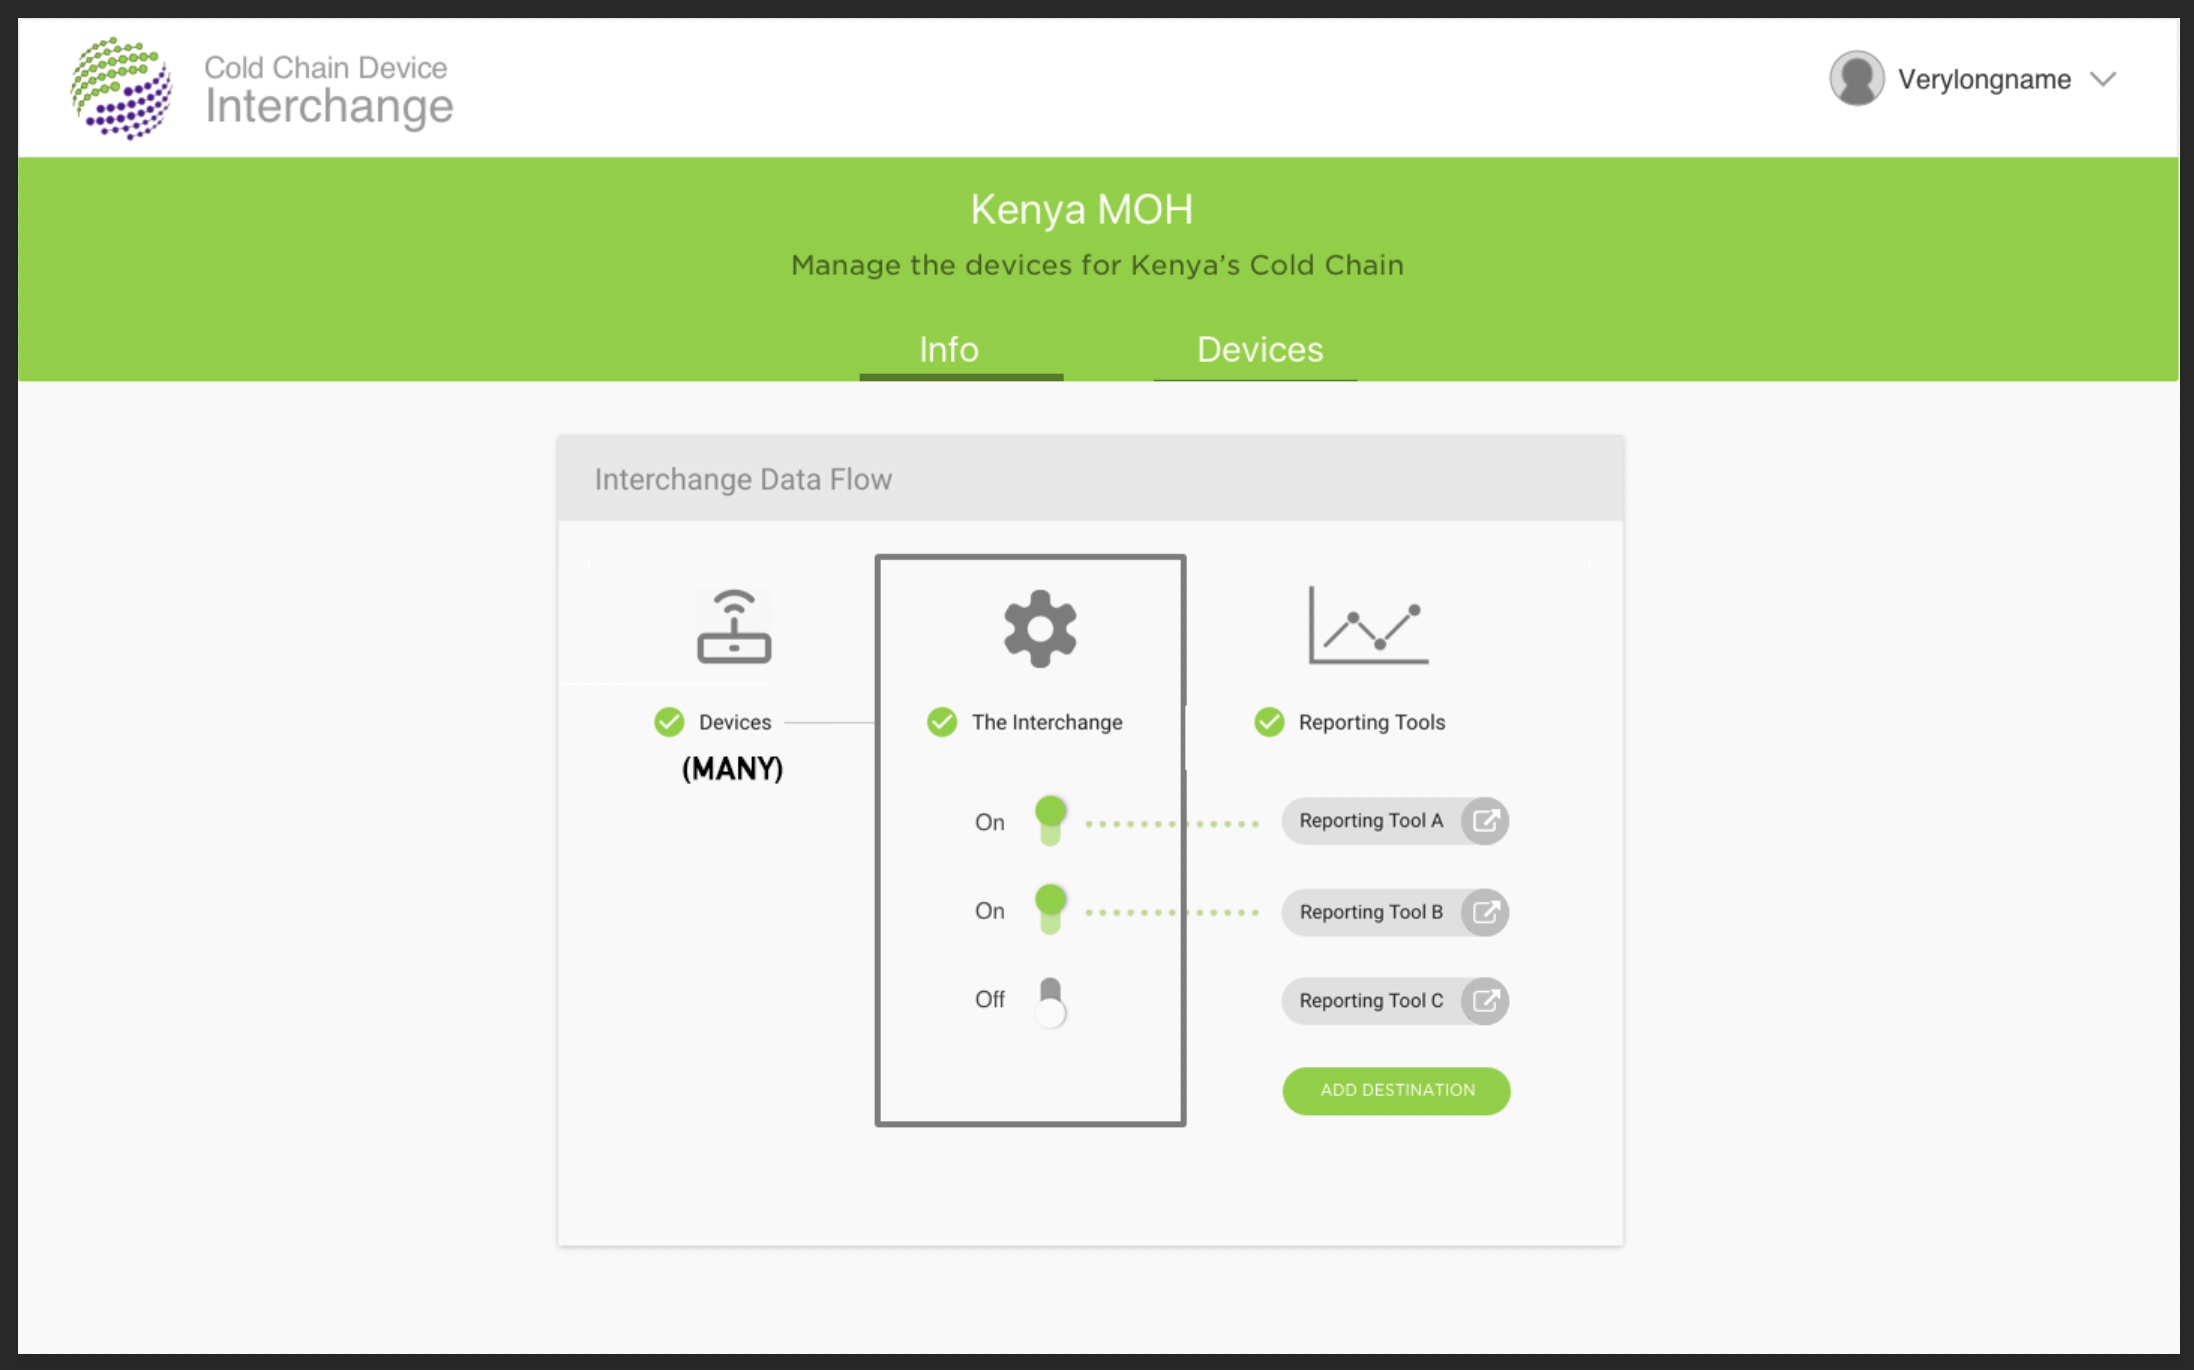 Cold Chain Device
Interchange
Verylongname
Kenya MOH
Manage the devices for Kenya’s Cold Chain
Info
Devices
Interchange Data Flow
Devices
The Interchange
Reporting Tools
(MANY)
On
Reporting Tool A
On
Reporting Tool B
Off
Reporting Tool C
ADD DESTINATION